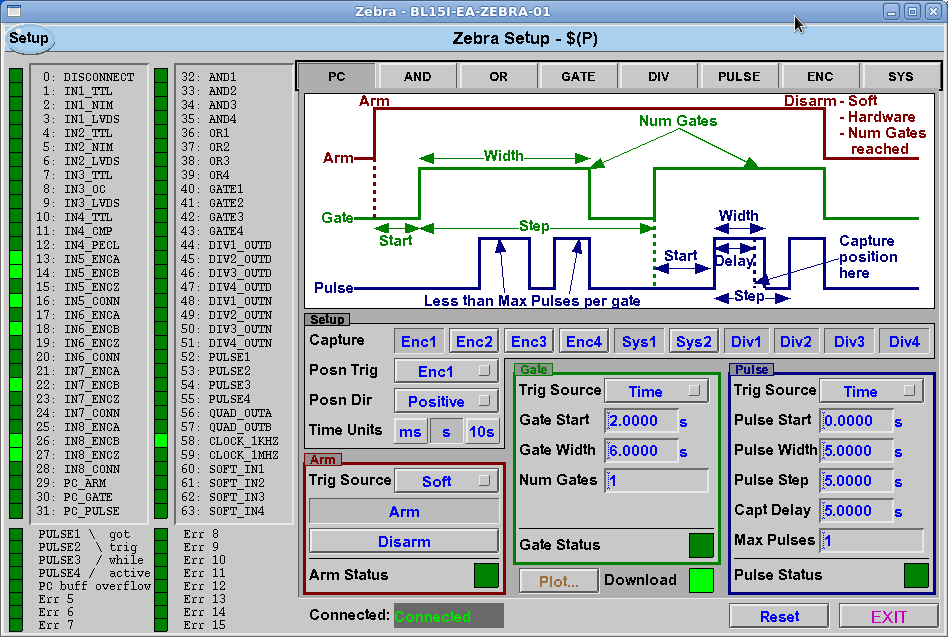 Zebra - BL15I-EA-ZEBRA-01
Setup
Zebra Setup - $(P)
0: DISCONNECT
1: IN1_TTL
2: IN1_NIM
3: IN1_LVDS
4: IN2_TTL
5: IN2_NIM
6: IN2_LVDS
7: IN3_TTL
8: IN3_OC
9: IN3_LVDS
10: IN4_TTL
11: IN4_CMP
12: IN4_PECL
13: IN5_ENCA
14: IN5_ENCB
15: IN5_ENCZ
16: IN5_CONN
17: IN6_ENCA
18: IN6_ENCB
19: IN6_ENCZ
20: IN6_CONN
21: IN7_ENCA
22: IN7_ENCB
23: IN7_ENCZ
24: IN7_CONN
25: IN8_ENCA
26: IN8_ENCB
27: IN8_ENCZ
28: IN8_CONN
29: PC_ARM
30: PC_GATE
31: PC_PULSE
32: AND1
33: AND2
34: AND3
35: AND4
36: OR1
37: OR2
38: OR3
39: OR4
40: GATE1
41: GATE2
42: GATE3
43: GATE4
44: DIV1_OUTD
45: DIV2_OUTD
46: DIV3_OUTD
47: DIV4_OUTD
48: DIV1_OUTN
49: DIV2_OUTN
50: DIV3_OUTN
51: DIV4_OUTN
52: PULSE1
53: PULSE2
54: PULSE3
55: PULSE4
56: QUAD_OUTA
57: QUAD_OUTB
58: CLOCK_1KHZ
59: CLOCK_1MHZ
60: SOFT_IN1
61: SOFT_IN2
62: SOFT_IN3
63: SOFT_IN4
PULSE1 \ got
PULSE2 \ trig
PULSE3 / while
PULSE4 / active
PC buff overflow
Err 5
Err 6
Err 7
Err 8
Err 9
Err 10
Err 11
Err 12
Err 13
Err 14
Err 15
PC AND OR GATE DIV PULSE ENC SYS
Arm
Disarm - Soft
- Hardware
- Num Gates
reached
Num Gates
Arm
Width
Gate
Start
Step
Width
Start
Delay
Capture
position
here
Pulse
Less than Max Pulses per gate
Step
Setup
Capture Enc1 Enc2 Enc3 Enc4 Sys1 Sys2 Div1 Div2 Div3 Div4
Posn Trig Enc1
Posn Dir Positive
Time Units ms s 10s
Arm
Trig Source Soft
Arm
Disarm
Arm Status
Gate
Trig Source Time
Gate Start 2.0000 s
Gate Width 6.0000 s
Num Gates 1
Gate Status
Plot... Download
Pulse
Trig Source Time
Pulse Start 0.0000 s
Pulse Width 5.0000 s
Pulse Step 5.0000 s
Capt Delay 5.0000 s
Max Pulses 1
Pulse Status
Connected: Connected
Reset EXIT